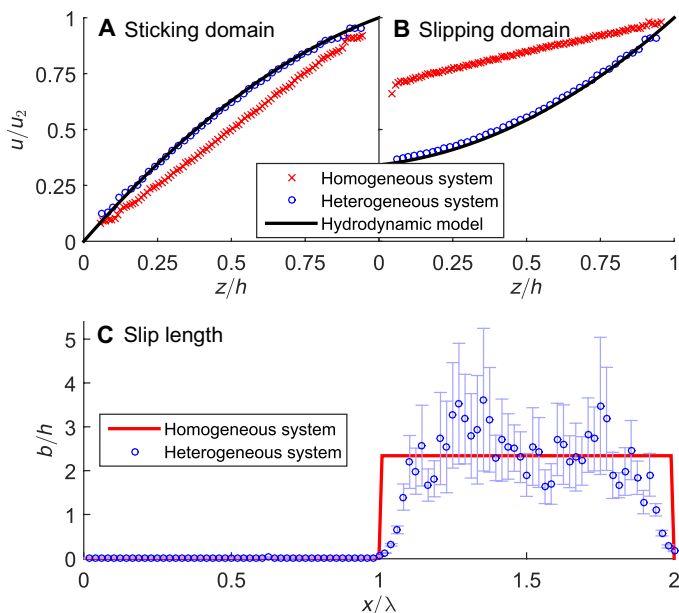 A Sticking domain
B Slipping domain
u/u₂
1
0.75
0.5
0.25
0
0 0.25 0.5 0.75
0 0.25 0.5 0.75 1
z/h
z/h
Homogeneous system
Heterogeneous system
Hydrodynamic model
C Slip length
b/h
5
4
3
2
1
0
Homogeneous system
Heterogeneous system
0 0.5 1 1.5 2
x/λ